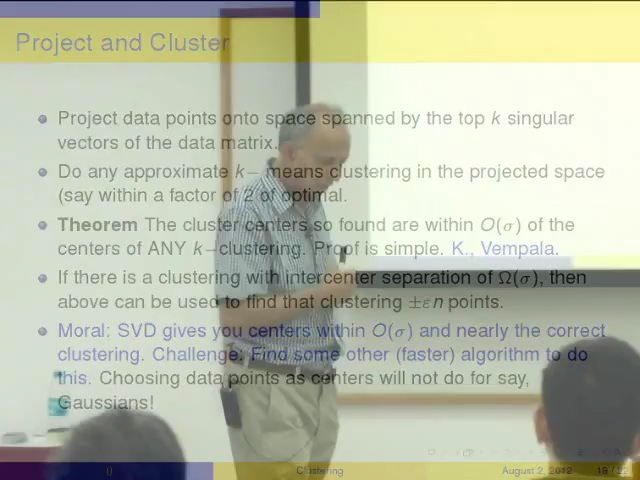 Project and Cluster
Project data points onto space spanned by the top k singular
vectors of the data matrix.
Do any approximate k− means clustering in the projected space
(say within a factor of 2 of optimal.
Theorem The cluster centers so found are within O(σ) of the
centers of ANY k−clustering. Proof is simple. K., Vempala.
If there is a clustering with intercenter separation of Ω(σ), then
above can be used to find that clustering ±εn points.
Moral: SVD gives you centers within O(σ) and nearly the correct
clustering. Challenge: Find some other (faster) algorithm to do
this. Choosing data points as centers will not do for say,
Gaussians!
() Clustering August 2, 2012 19 / 22